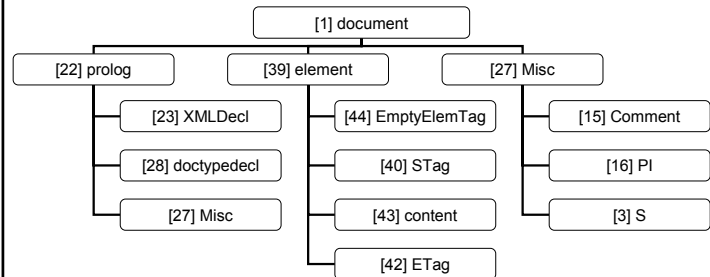 [1] document
[22] prolog
[39] element
[27] Misc
[23] XMLDecl
[44] EmptyElemTag
[15] Comment
[28] doctypedecl
[40] STag
[16] PI
[27] Misc
[43] content
[3] S
[42] ETag